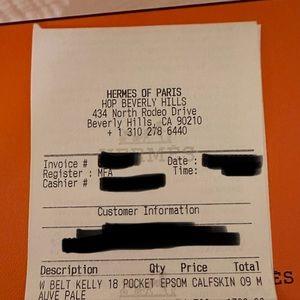 HERMES OF PARIS
HOP BEVERLY HILLS
434 North Rodeo Drive
Beverly Hills, CA 90210
+ 1 310 278 6440
HERMÈS
Invoice # Date :
Register : MFA Time:
Cashier #
Customer Information
Description Qty Price Total
W BELT KELLY 18 POCKET EPSOM CALFSKIN 09 M
AUVE PALE